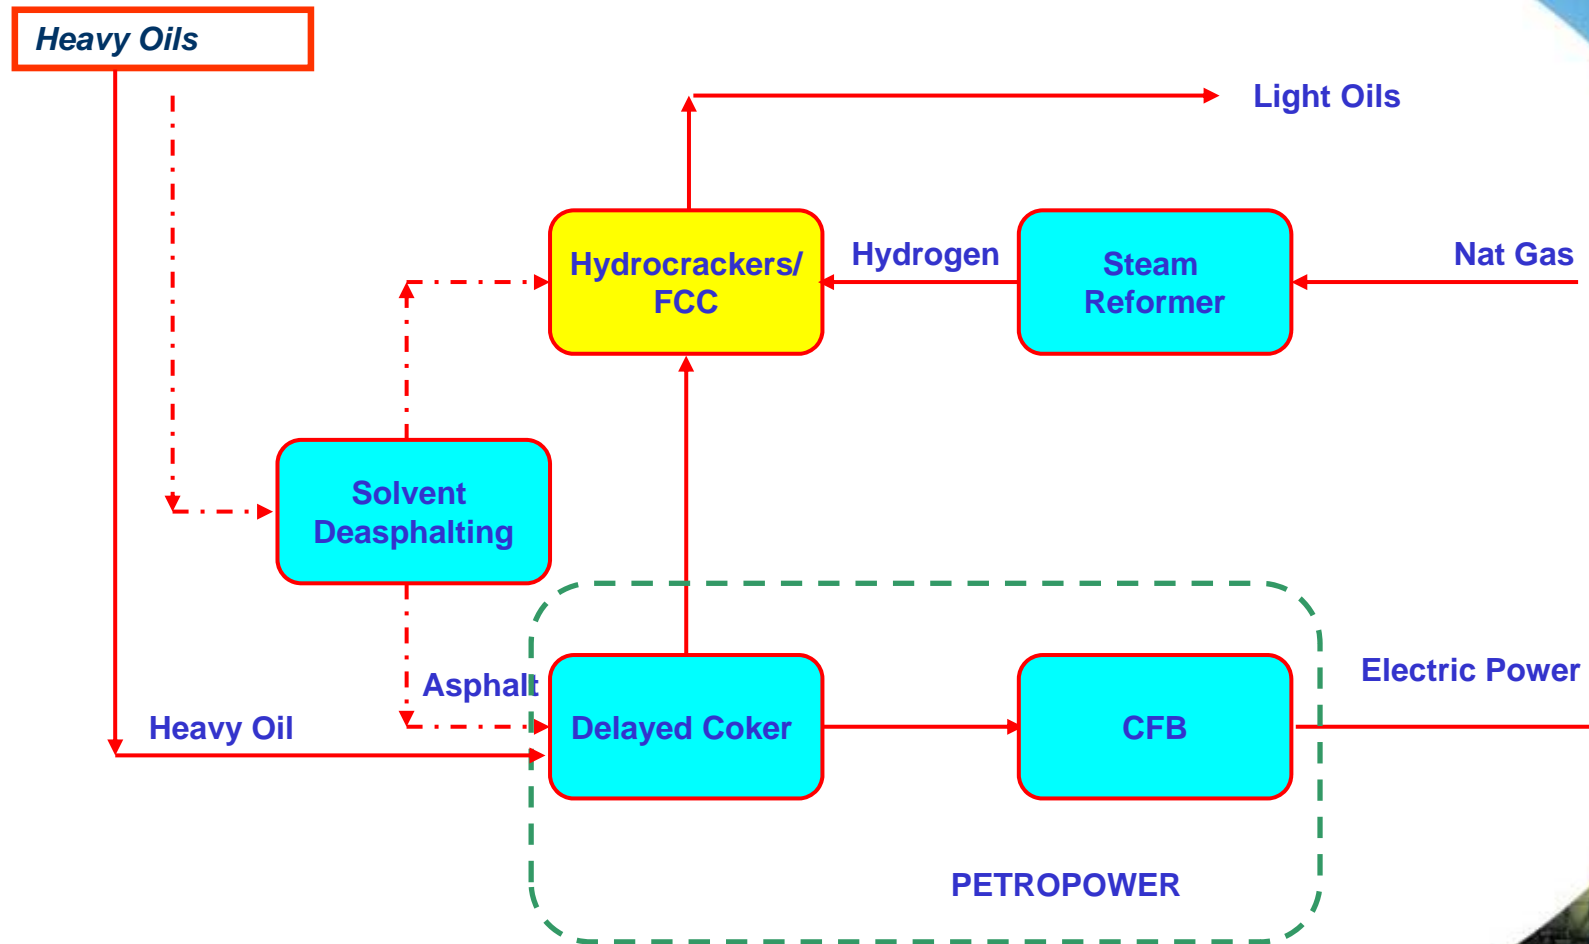 Heavy Oils
Light Oils
Hydrocrackers/
FCC
Hydrogen
Steam
Reformer
Nat Gas
Solvent
Deasphalting
Asphalt
Heavy Oil
Delayed Coker
CFB
Electric Power
PETROPOWER